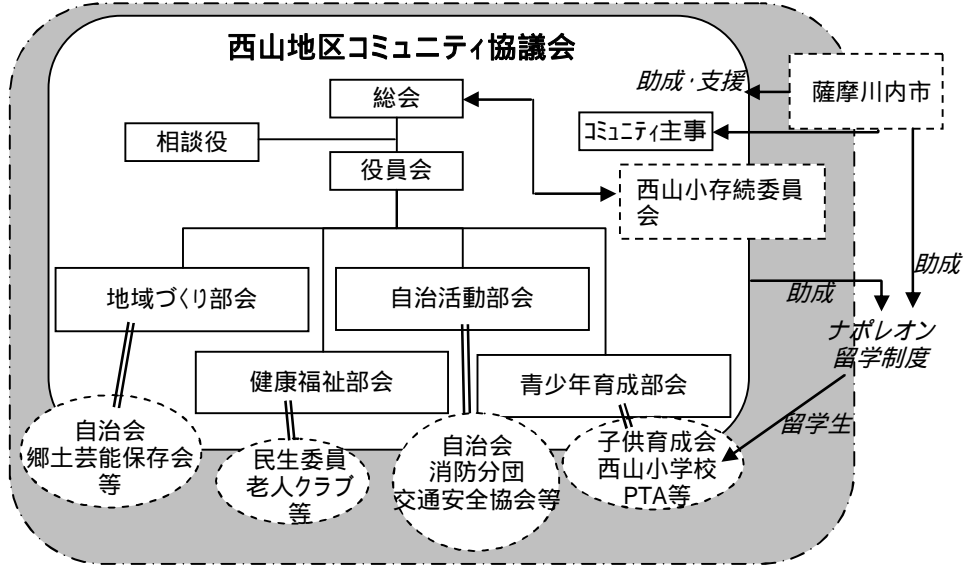 西山地区コミュニティ協議会
総会
助成・支援
薩摩川内市
相談役
コミュニティ主事
役員会
西山小存続委員
会
地域づくり部会
自治活動部会
助成
助成
ナポレオン
留学制度
健康福祉部会
青少年育成部会
留学生
自治会
郷土芸能保存会
等
民生委員
老人クラブ
等
自治会
消防分団
交通安全協会等
子供育成会
西山小学校
PTA等